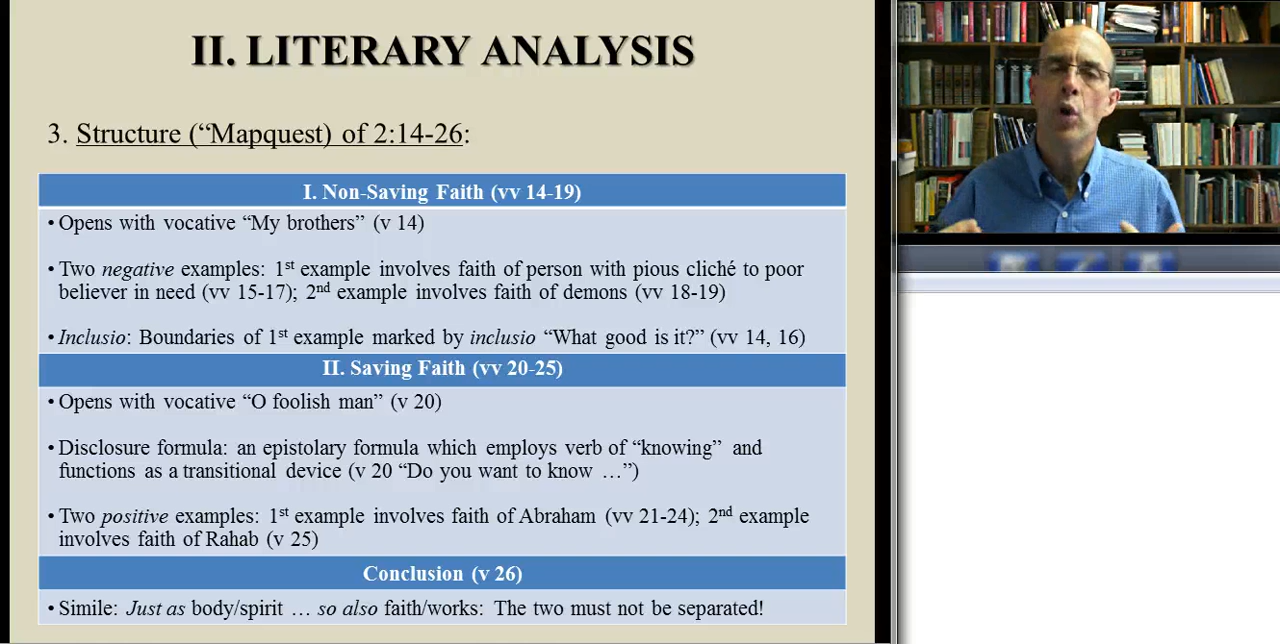 II. LITERARY ANALYSIS
3. Structure (“Mapquest) of 2:14-26:
I. Non-Saving Faith (vv 14-19)
• Opens with vocative “My brothers” (v 14)
• Two negative examples: 1st example involves faith of person with pious cliché to poor
believer in need (vv 15-17); 2nd example involves faith of demons (vv 18-19)
• Inclusio: Boundaries of 1st example marked by inclusio “What good is it?” (vv 14, 16)
II. Saving Faith (vv 20-25)
• Opens with vocative “O foolish man” (v 20)
• Disclosure formula: an epistolary formula which employs verb of “knowing” and
functions as a transitional device (v 20 “Do you want to know …”)
• Two positive examples: 1st example involves faith of Abraham (vv 21-24); 2nd example
involves faith of Rahab (v 25)
Conclusion (v 26)
• Simile: Just as body/spirit … so also faith/works: The two must not be separated!